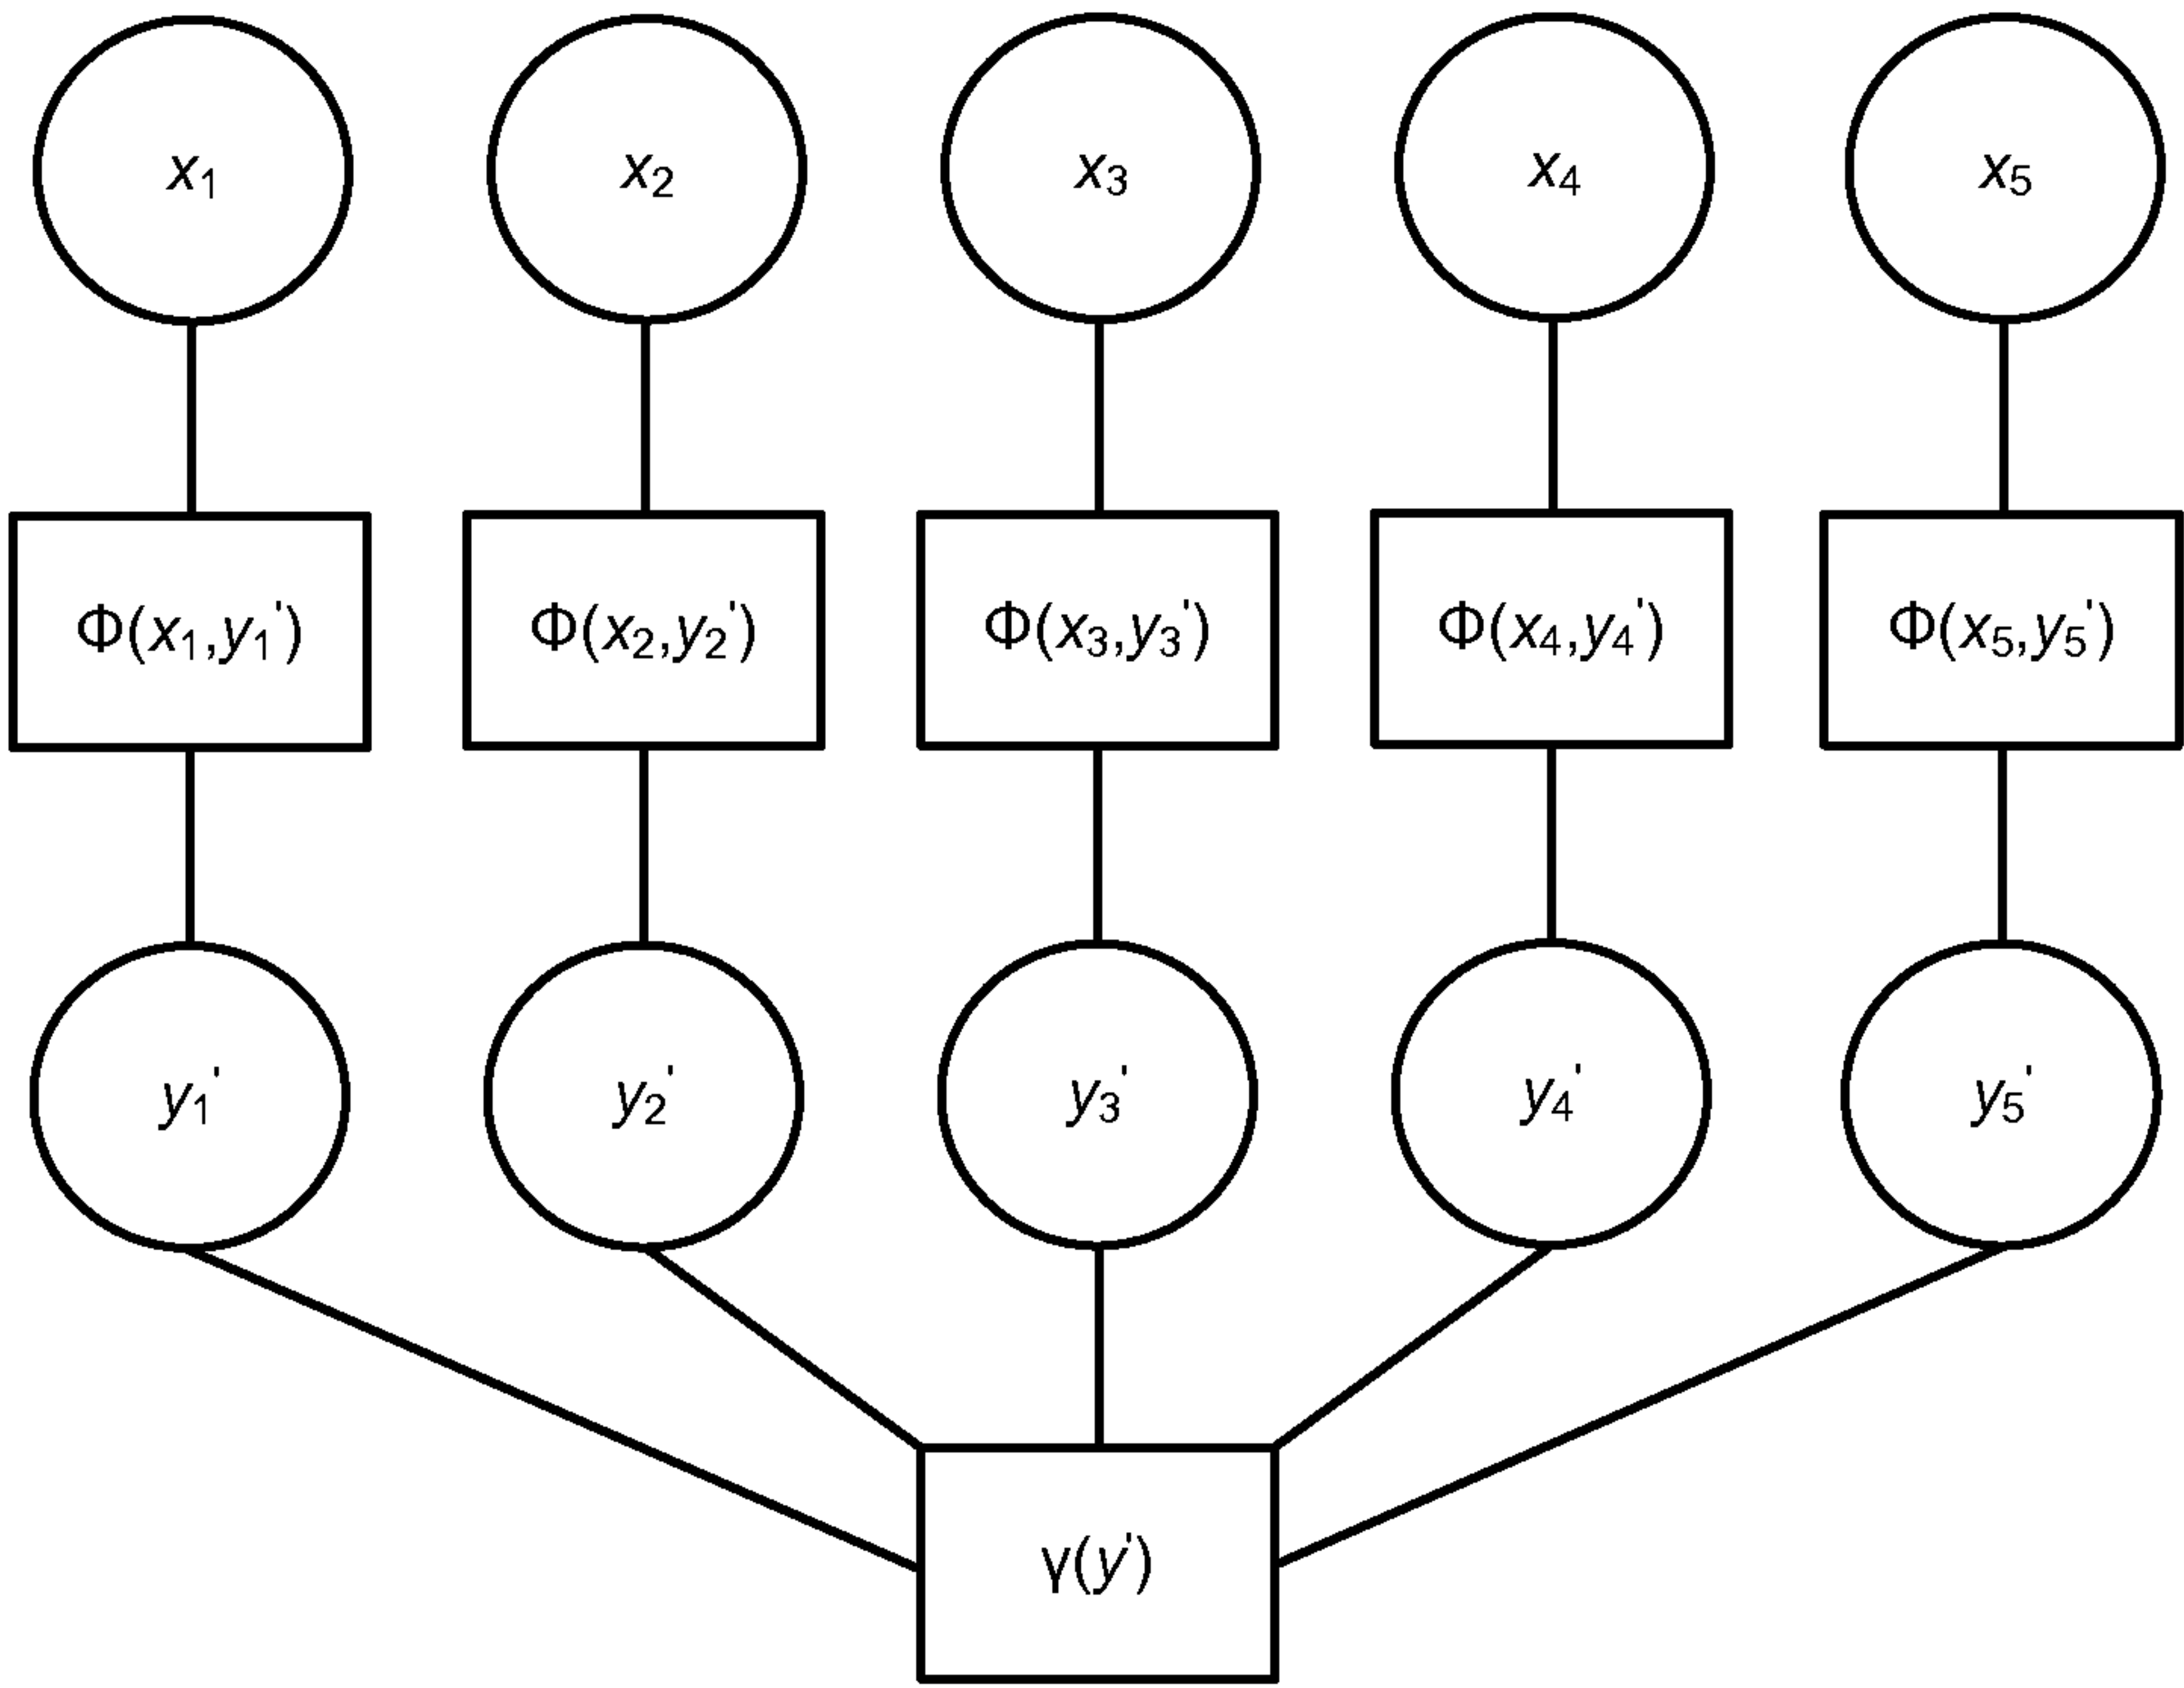 x₁ x₂ x₃ x₄ x₅
Φ(x₁,y₁') Φ(x₂,y₂') Φ(x₃,y₃') Φ(x₄,y₄') Φ(x₅,y₅')
y₁' y₂' y₃' y₄' y₅'
γ(y')